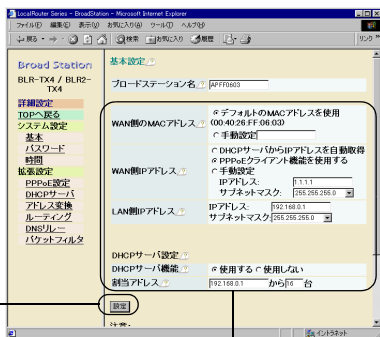 LocalRouter Series - BroadStation - Microsoft Internet Explorer
ファイル(F) 編集(E) 表示(V) お気に入り(A) ツール(T) ヘルプ(H)
戻る 検索 お気に入り 履歴 リンク
Broad Station
BLR-TX4 / BLR2-TX4
詳細設定
TOPへ戻る
システム設定
基本
パスワード
時間
拡張設定
PPPoE設定
DHCPサーバ
アドレス変換
ルーティング
DNSリレー
パケットフィルタ
基本設定
ブロードステーション名 APFF0603
WAN側のMACアドレス
デフォルトのMACアドレスを使用
(00:40:26:FF:06:03)
手動設定
WAN側IPアドレス
DHCPサーバからIPアドレスを自動取得
PPPoEクライアント機能を使用する
手動設定
IPアドレス: 1.1.1.1
サブネットマスク: 255.255.255.0
LAN側IPアドレス
IPアドレス: 192.168.0.1
サブネットマスク: 255.255.255.0
DHCPサーバ設定
DHCPサーバ機能 使用する 使用しない
割当アドレス 192.168.0.1 から 16 台
設定
注意:
イントラネット